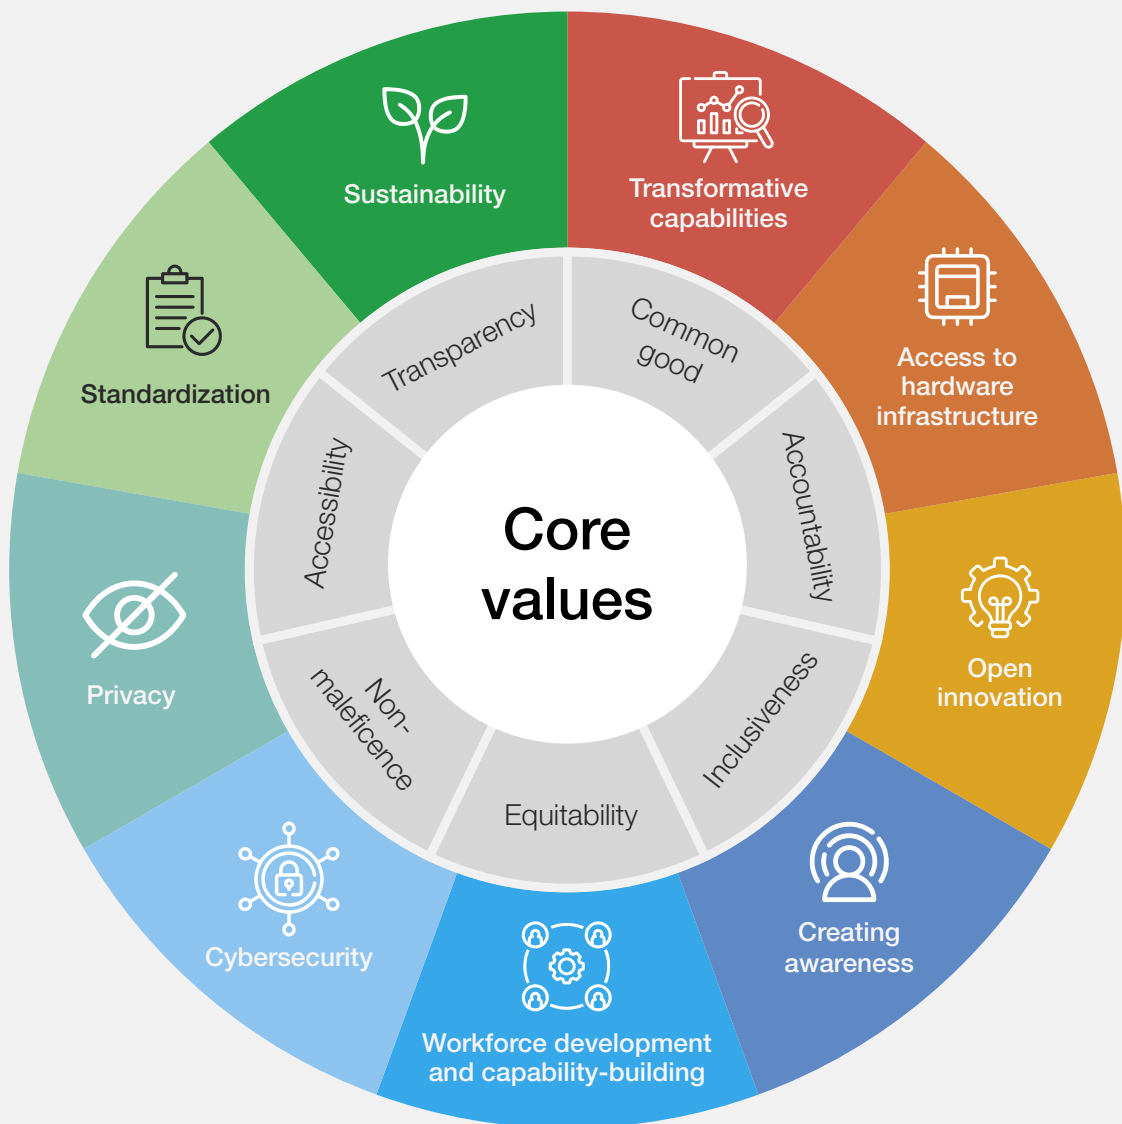 Sustainability
Transformative
capabilities
Access to
hardware
infrastructure
Open
innovation
Creating
awareness
Workforce development
and capability-building
Cybersecurity
Privacy
Standardization
Transparency
Common
good
Accountability
Inclusiveness
Equitability
Non-
maleficence
Accessibility
Core
values